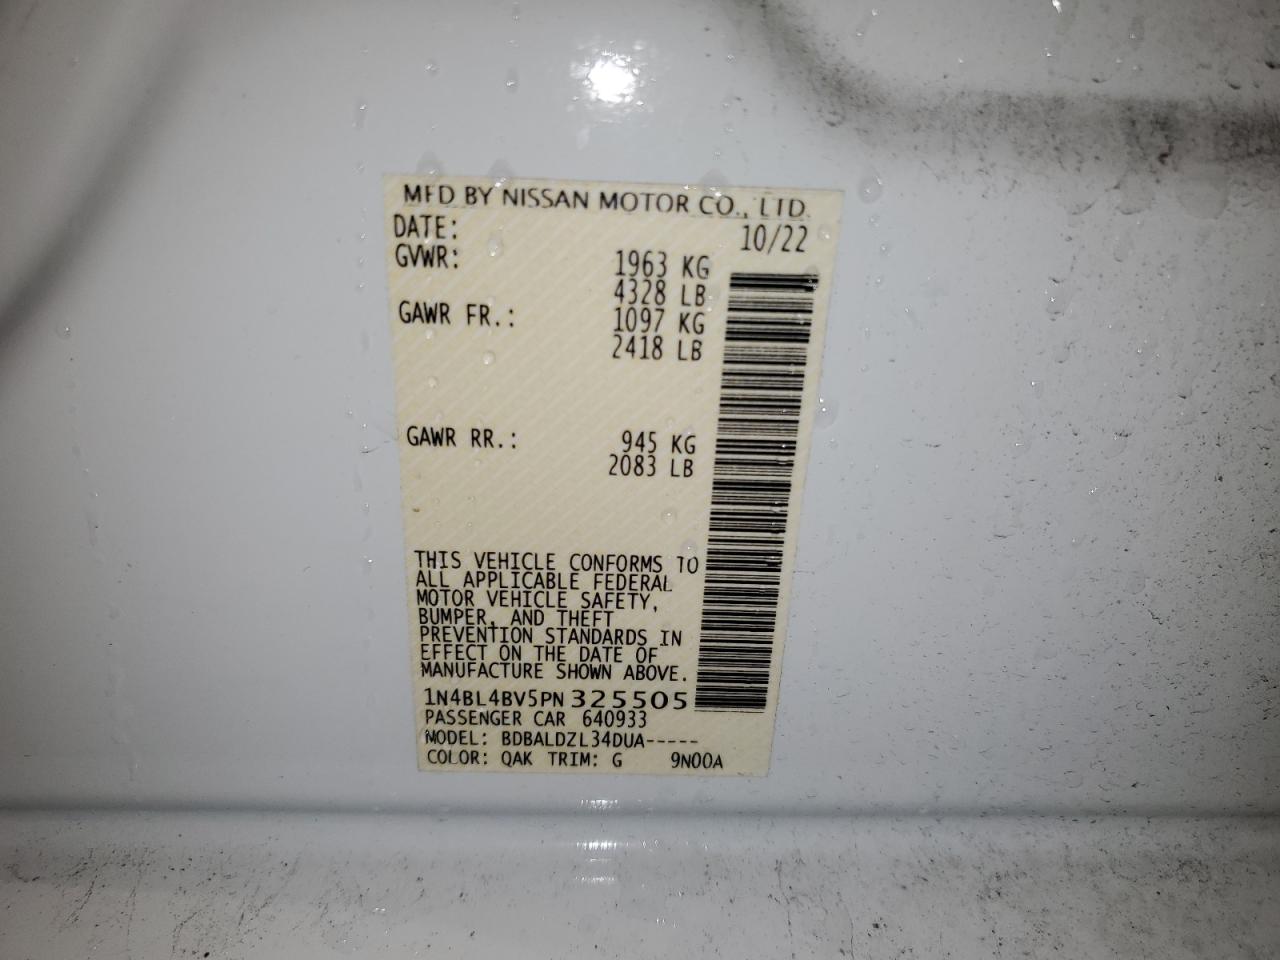 MFD BY NISSAN MOTOR CO., LTD.
DATE: 10/22
GVWR: 1963 KG
4328 LB
GAWR FR.: 1097 KG
2418 LB
GAWR RR.: 945 KG
2083 LB
THIS VEHICLE CONFORMS TO
ALL APPLICABLE FEDERAL
MOTOR VEHICLE SAFETY,
BUMPER, AND THEFT
PREVENTION STANDARDS IN
EFFECT ON THE DATE OF
MANUFACTURE SHOWN ABOVE.
1N4BL4BV5PN325505
PASSENGER CAR 640933
MODEL: BDBALDZL34DUA-----
COLOR: QAK TRIM: G 9N00A